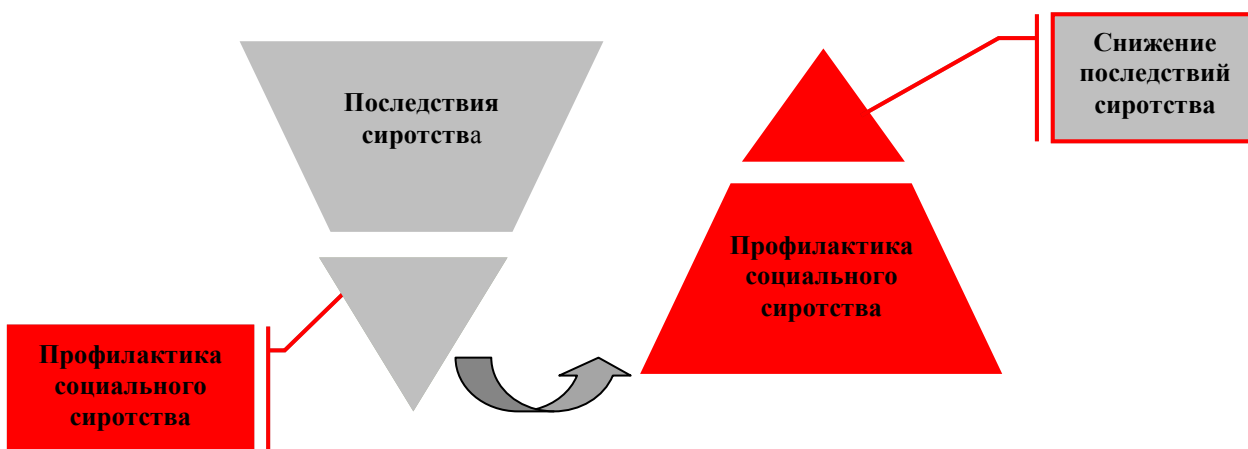 Последствия
сиротства
Профилактика
социального
сиротства
Снижение
последствий
сиротства
Профилактика
социального
сиротства